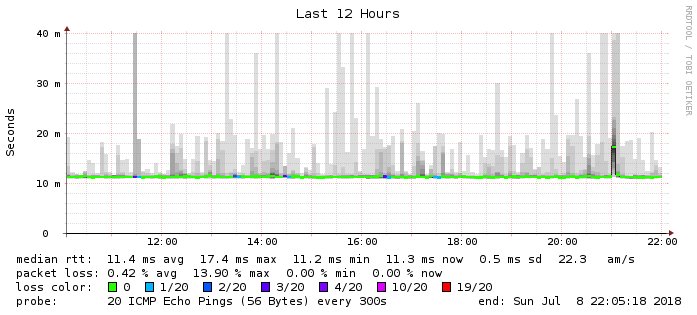 Last 12 Hours
RRDTOOL / TOBI OETIKER
40 m
30 m
20 m
10 m
0
Seconds
12:00 14:00 16:00 18:00 20:00 22:00
median rtt: 11.4 ms avg 17.4 ms max 11.2 ms min 11.3 ms now 0.5 ms sd 22.3 am/s
packet loss: 0.42 % avg 13.90 % max 0.00 % min 0.00 % now
loss color: 0 1/20 2/20 3/20 4/20 10/20 19/20
probe: 20 ICMP Echo Pings (56 Bytes) every 300s end: Sun Jul 8 22:05:18 2018